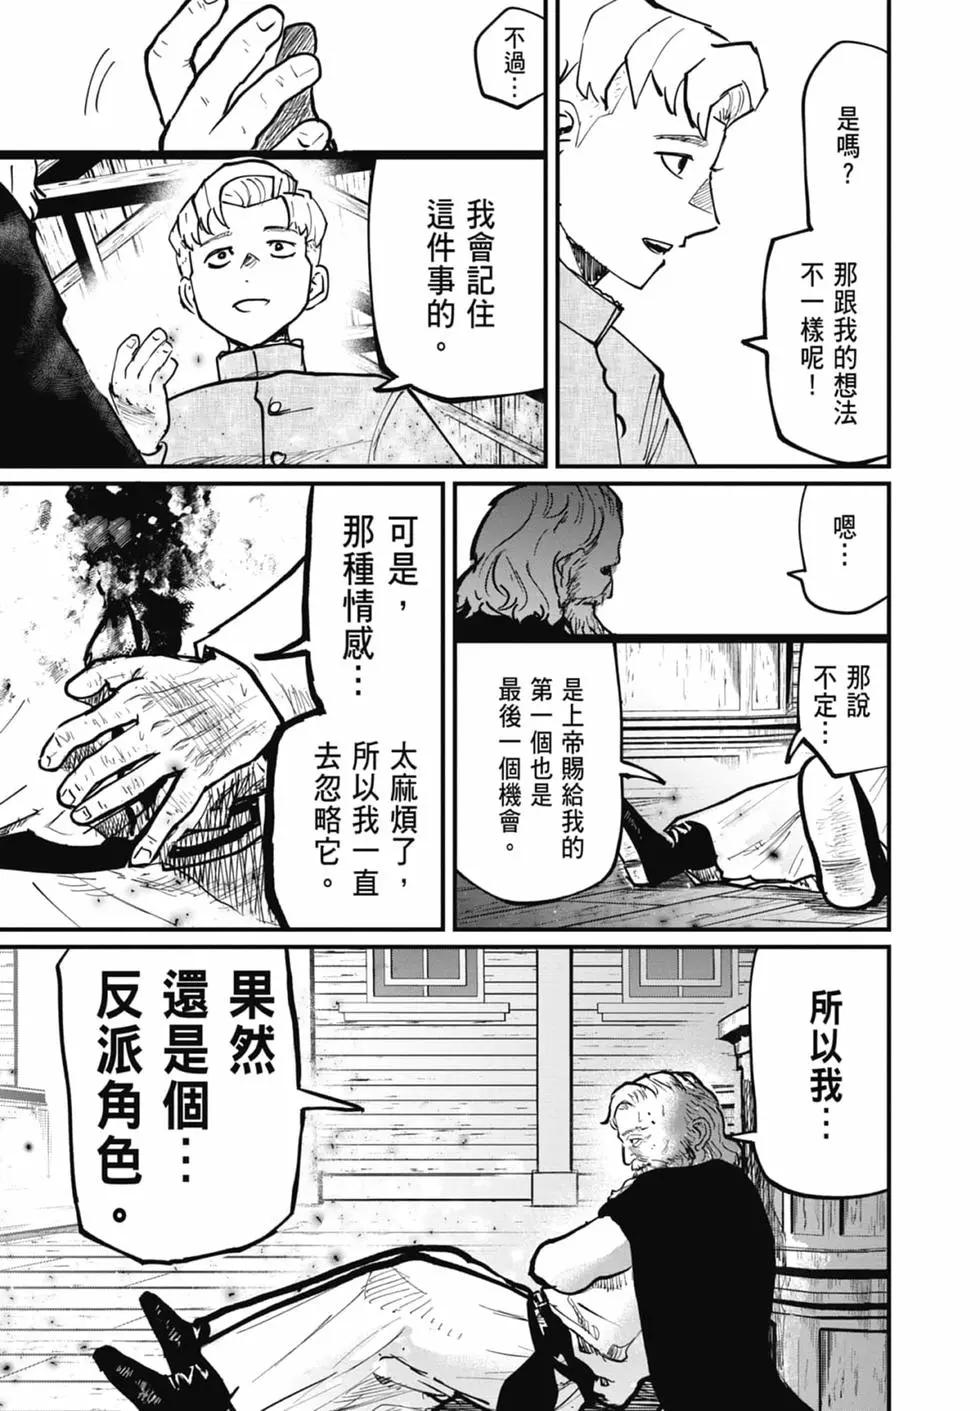 是嗎？
那跟我的想法
不一樣呢！
不過…
我會記住
這件事的。
嗯…
那說
不定…
是上帝賜給我的
第一個也是
最後一個機會。
可是，
那種情感…
太麻煩了，
所以我一直
去忽略它。
所以我…
果然
還是個…
反派角色。